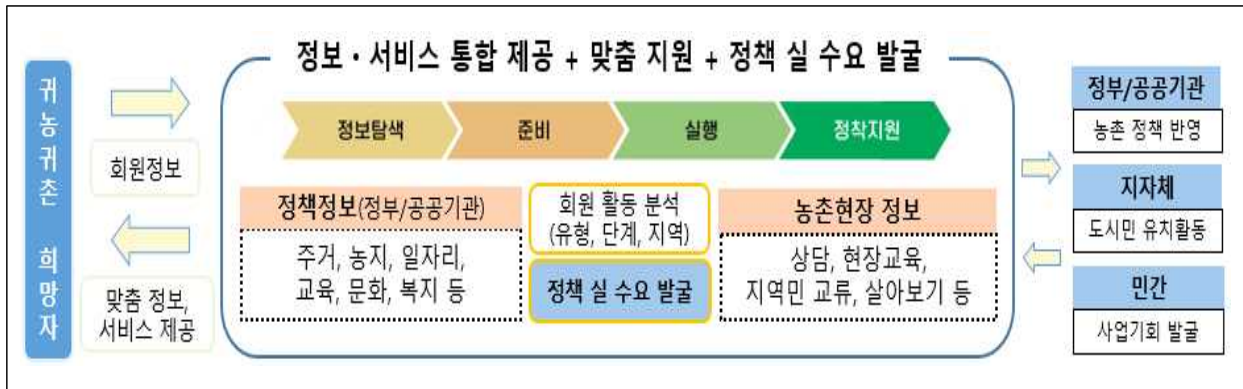 정보·서비스 통합 제공 + 맞춤 지원 + 정책 실 수요 발굴
귀농귀촌 희망자
회원정보
맞춤 정보,
서비스 제공
정보탐색
준비
실행
정착지원
정책정보(정부/공공기관)
주거, 농지, 일자리,
교육, 문화, 복지 등
회원 활동 분석
(유형, 단계, 지역)
정책 실 수요 발굴
농촌현장 정보
상담, 현장교육,
지역민 교류, 살아보기 등
정부/공공기관
농촌 정책 반영
지자체
도시민 유치활동
민간
사업기회 발굴